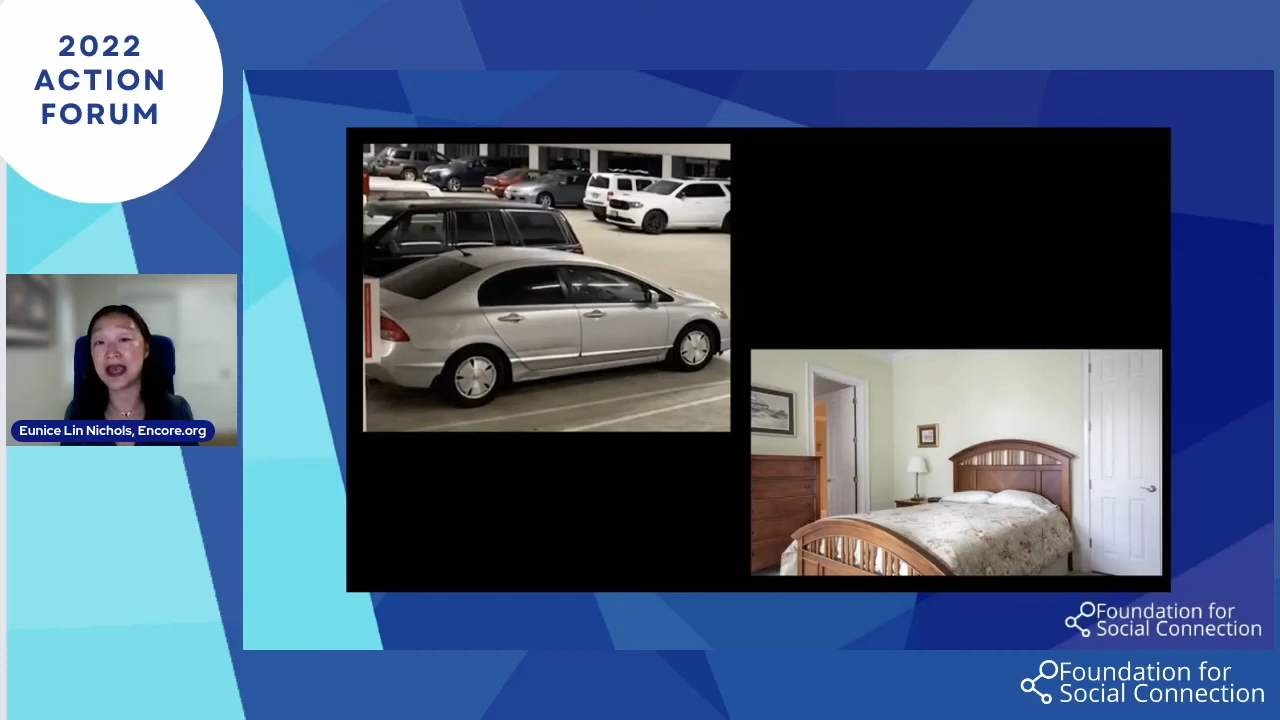 2022
ACTION
FORUM
Eunice Lin Nichols, Encore.org
Foundation for
Social Connection
Foundation for
Social Connection